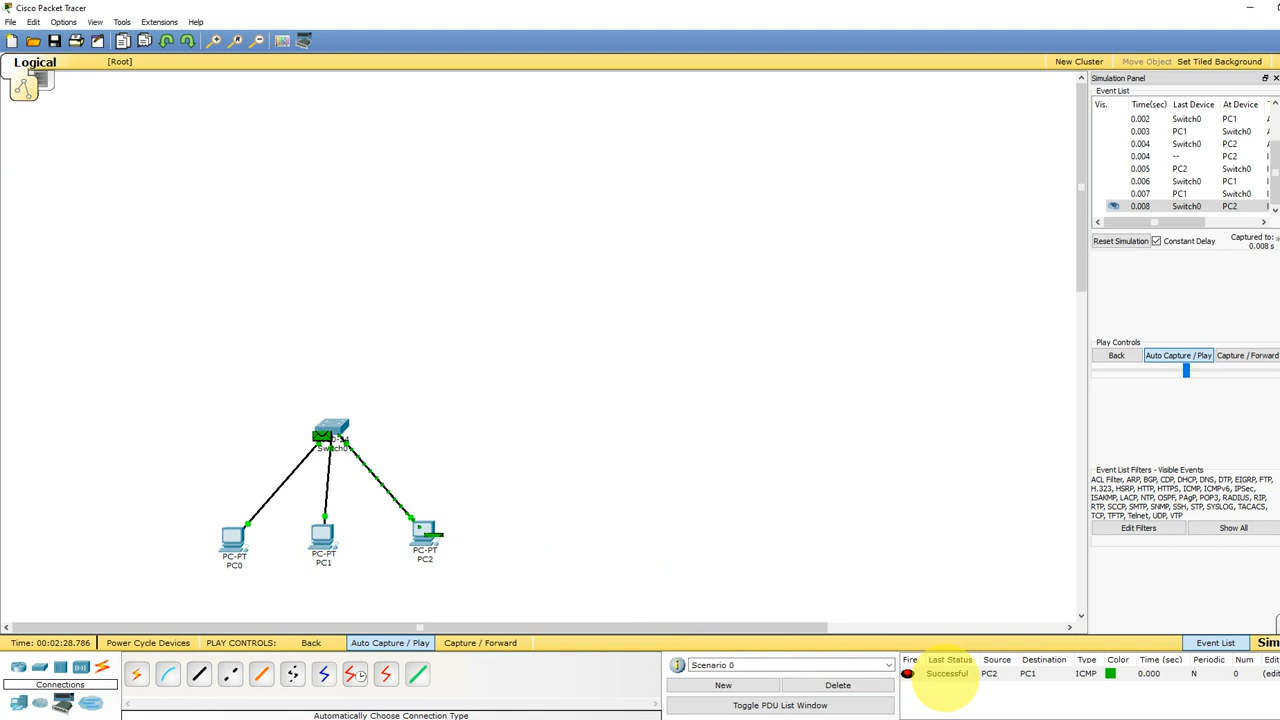 Cisco Packet Tracer
File Edit Options View Tools Extensions Help
Logical [Root] New Cluster Move Object Set Tiled Background
Simulation Panel
Event List
Vis. Time(sec) Last Device At Device
0.002 Switch0 PC1
0.003 PC1 Switch0
0.004 Switch0 PC2
0.004 -- PC2
0.005 PC2 Switch0
0.006 Switch0 PC1
0.007 PC1 Switch0
0.008 Switch0 PC2
Reset Simulation Constant Delay Captured to:
0.008 s
Play Controls
Back Auto Capture / Play Capture / Forward
Switch0
PC-PT
PC0
PC-PT
PC1
PC-PT
PC2
Event List Filters - Visible Events
ACL Filter, ARP, BGP, CDP, DHCP, DNS, DTP, EIGRP, FTP,
H.323, HSRP, HTTP, HTTPS, ICMP, ICMPv6, IPSec,
ISAKMP, LACP, NTP, OSPF, PAgP, POP3, RADIUS, RIP,
RTP, SCCP, SMTP, SNMP, SSH, STP, SYSLOG, TACACS,
TCP, TFTP, Telnet, UDP, VTP
Edit Filters Show All
Time: 00:02:28.786 Power Cycle Devices PLAY CONTROLS: Back Auto Capture / Play Capture / Forward Event List Sim
Connections
Automatically Choose Connection Type
Scenario 0
New Delete
Toggle PDU List Window
Fire Last Status Source Destination Type Color Time (sec) Periodic Num Edit
Successful PC2 PC1 ICMP 0.000 N 0 (edit